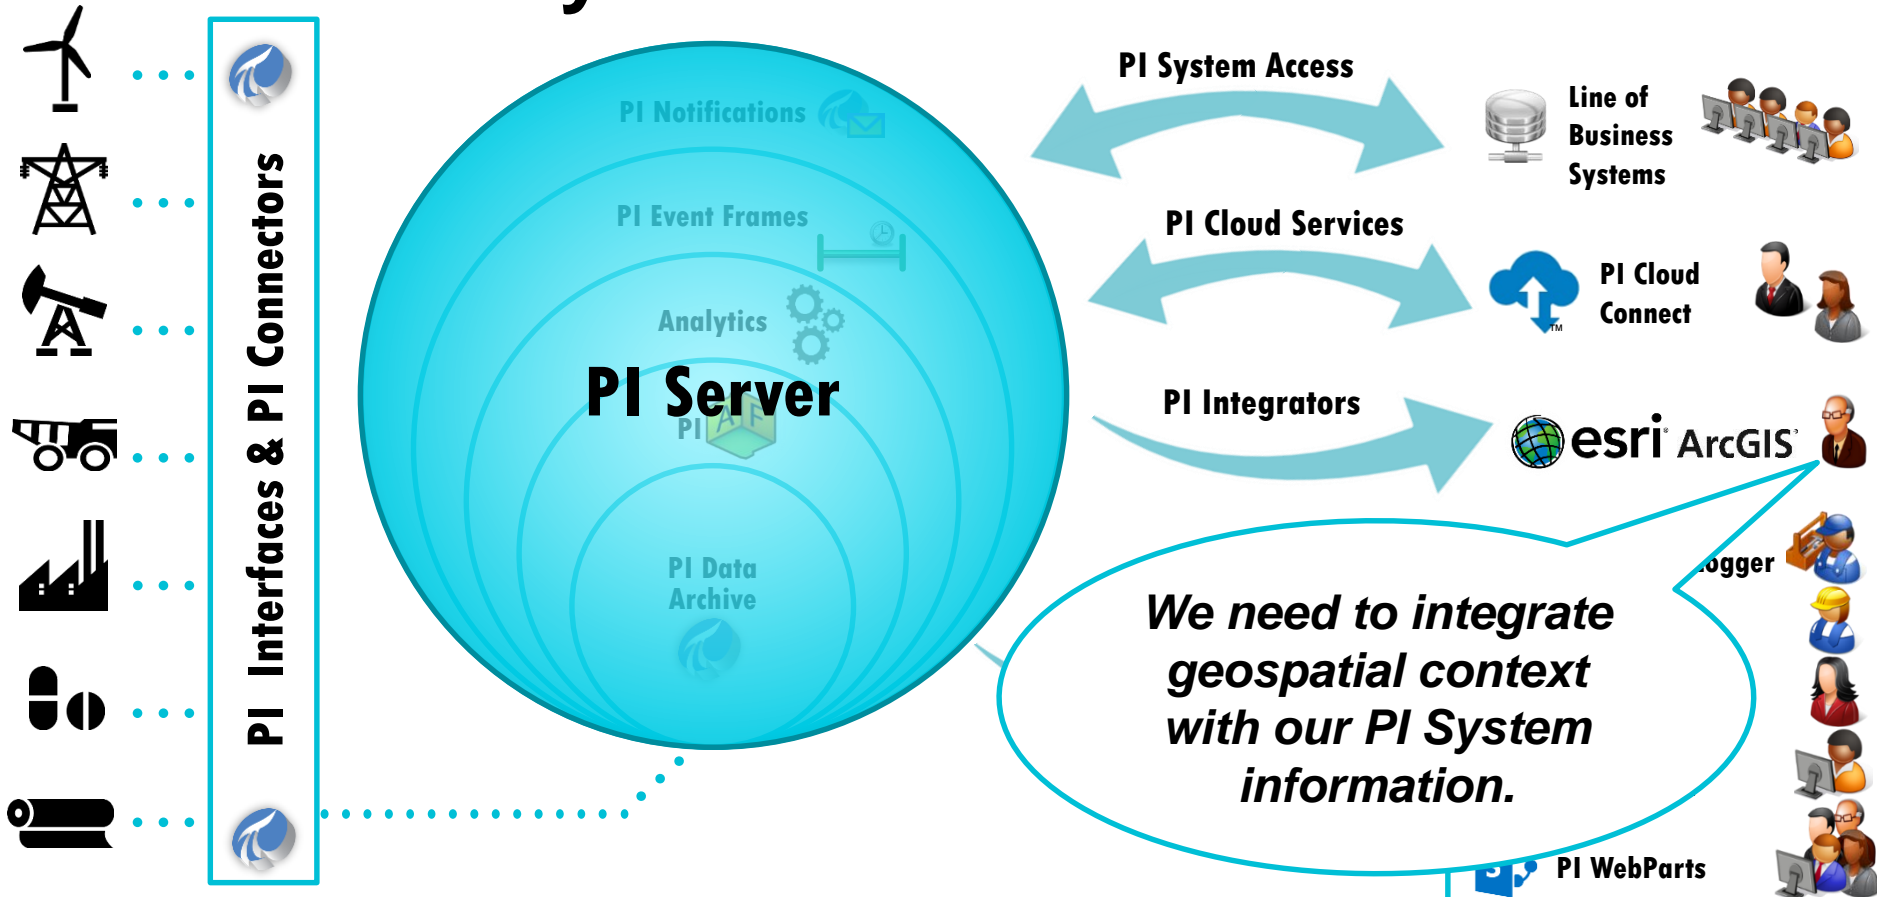 PI Interfaces & PI Connectors
PI Notifications
PI Event Frames
Analytics
PI Server
PI AF
PI Data
Archive
PI System Access
Line of
Business
Systems
PI Cloud Services
PI Cloud
Connect
TM
PI Integrators
esri ArcGIS
We need to integrate
geospatial context
with our PI System
information.
S
PI WebParts